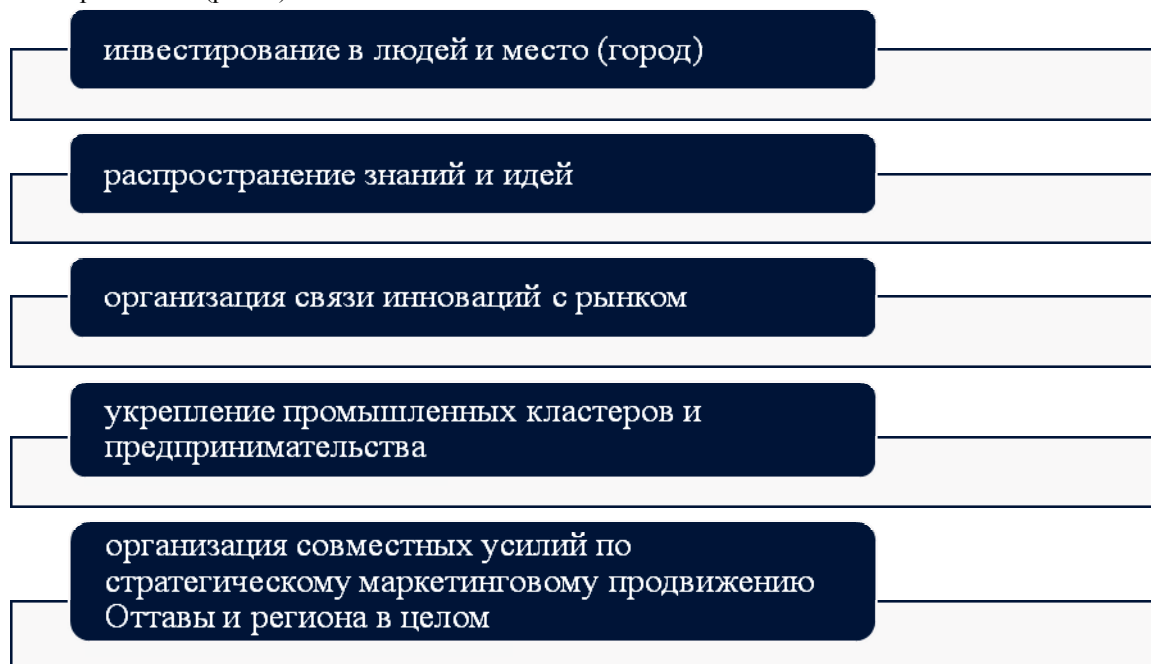 инвестирование в людей и место (город)
распространение знаний и идей
организация связи инноваций с рынком
укрепление промышленных кластеров и
предпринимательства
организация совместных усилий по
стратегическому маркетинговому продвижению
Оттавы и региона в целом